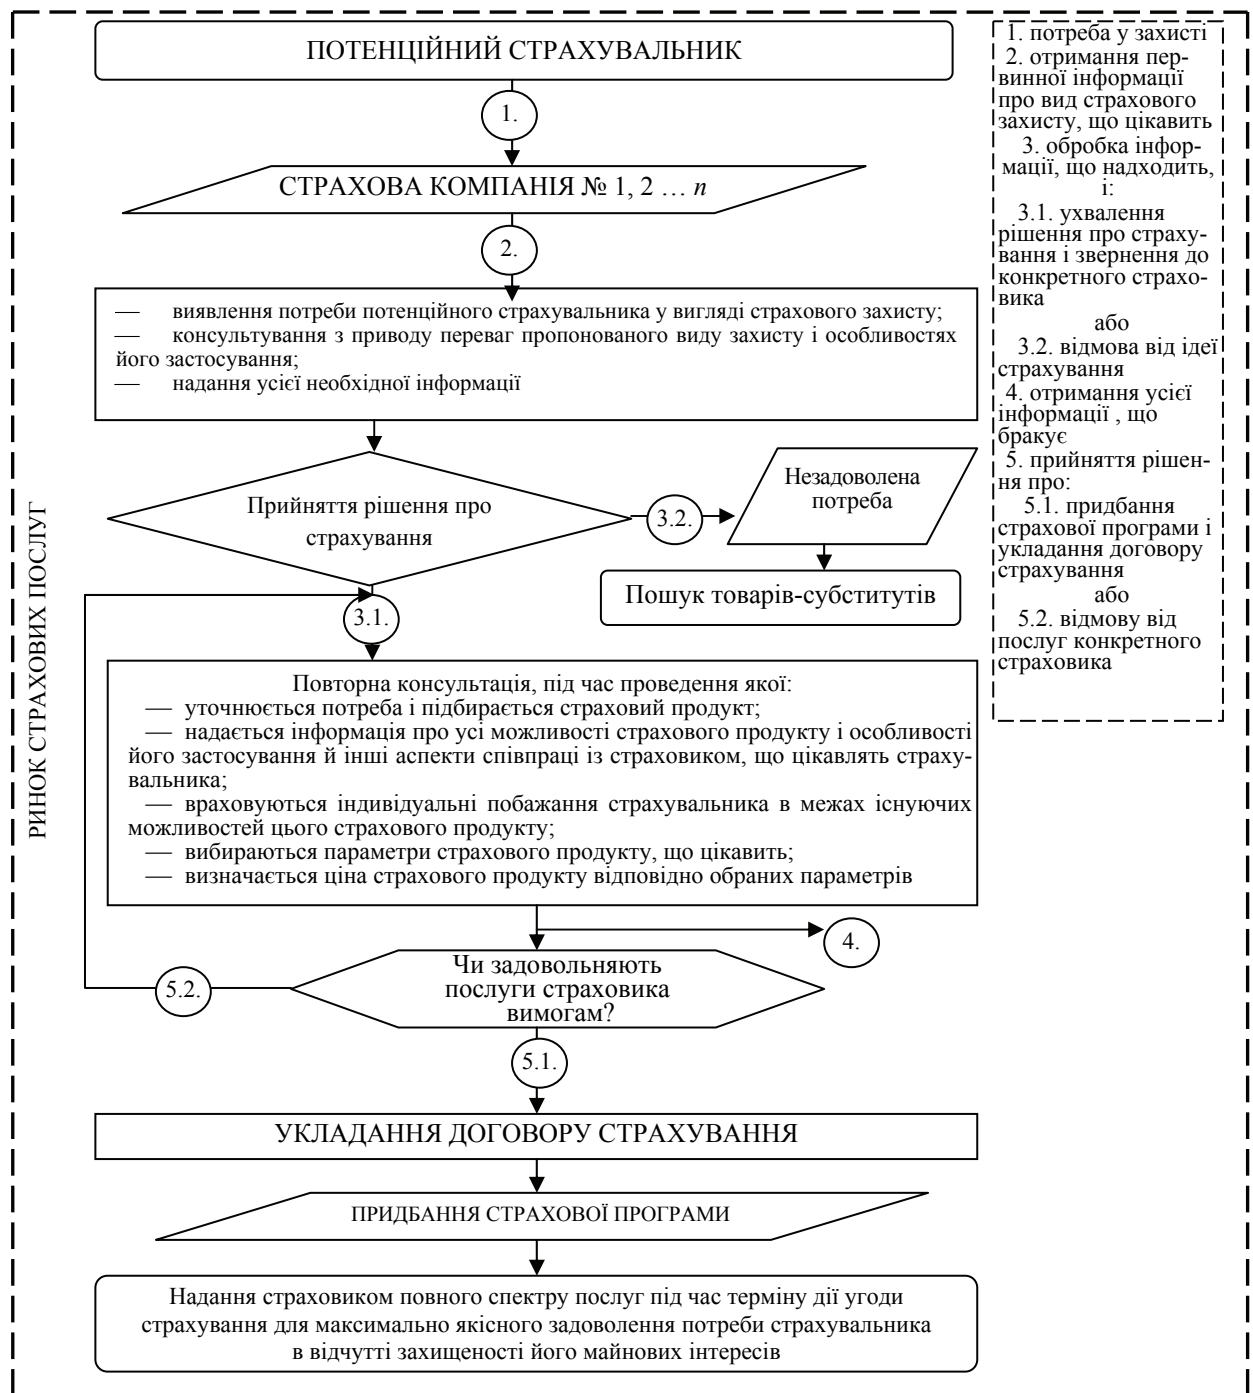 ПОТЕНЦІЙНИЙ СТРАХУВАЛЬНИК
1.
СТРАХОВА КОМПАНІЯ № 1, 2 … n
2.
— виявлення потреби потенційного страхувальника у вигляді страхового захисту;
— консультування з приводу переваг пропонованого виду захисту і особливостях
його застосування;
— надання усієї необхідної інформації
Прийняття рішення про
страхування
3.2.
Незадоволена
потреба
Пошук товарів-субститутів
3.1.
Повторна консультація, під час проведення якої:
— уточнюється потреба і підбирається страховий продукт;
— надається інформація про усі можливості страхового продукту і особливості
його застосування й інші аспекти співпраці із страховиком, що цікавлять страху-
вальника;
— враховуються індивідуальні побажання страхувальника в межах існуючих
можливостей цього страхового продукту;
— вибираються параметри страхового продукту, що цікавить;
— визначається ціна страхового продукту відповідно обраних параметрів
4.
Чи задовольняють
послуги страховика
вимогам?
5.2.
5.1.
УКЛАДАННЯ ДОГОВОРУ СТРАХУВАННЯ
ПРИДБАННЯ СТРАХОВОЇ ПРОГРАМИ
Надання страховиком повного спектру послуг під час терміну дії угоди
страхування для максимально якісного задоволення потреби страхувальника
в відчутті захищеності його майнових інтересів
РИНОК СТРАХОВИХ ПОСЛУГ
1. потреба у захисті
2. отримання пер-
винної інформації
про вид страхового
захисту, що цікавить
3. обробка інфор-
мації, що надходить,
і:
3.1. ухвалення
рішення про страху-
вання і звернення до
конкретного страхо-
вика
або
3.2. відмова від ідеї
страхування
4. отримання усієї
інформації , що
бракує
5. прийняття рішен-
ня про:
5.1. придбання
страхової програми і
укладання договору
страхування
або
5.2. відмову від
послуг конкретного
страховика